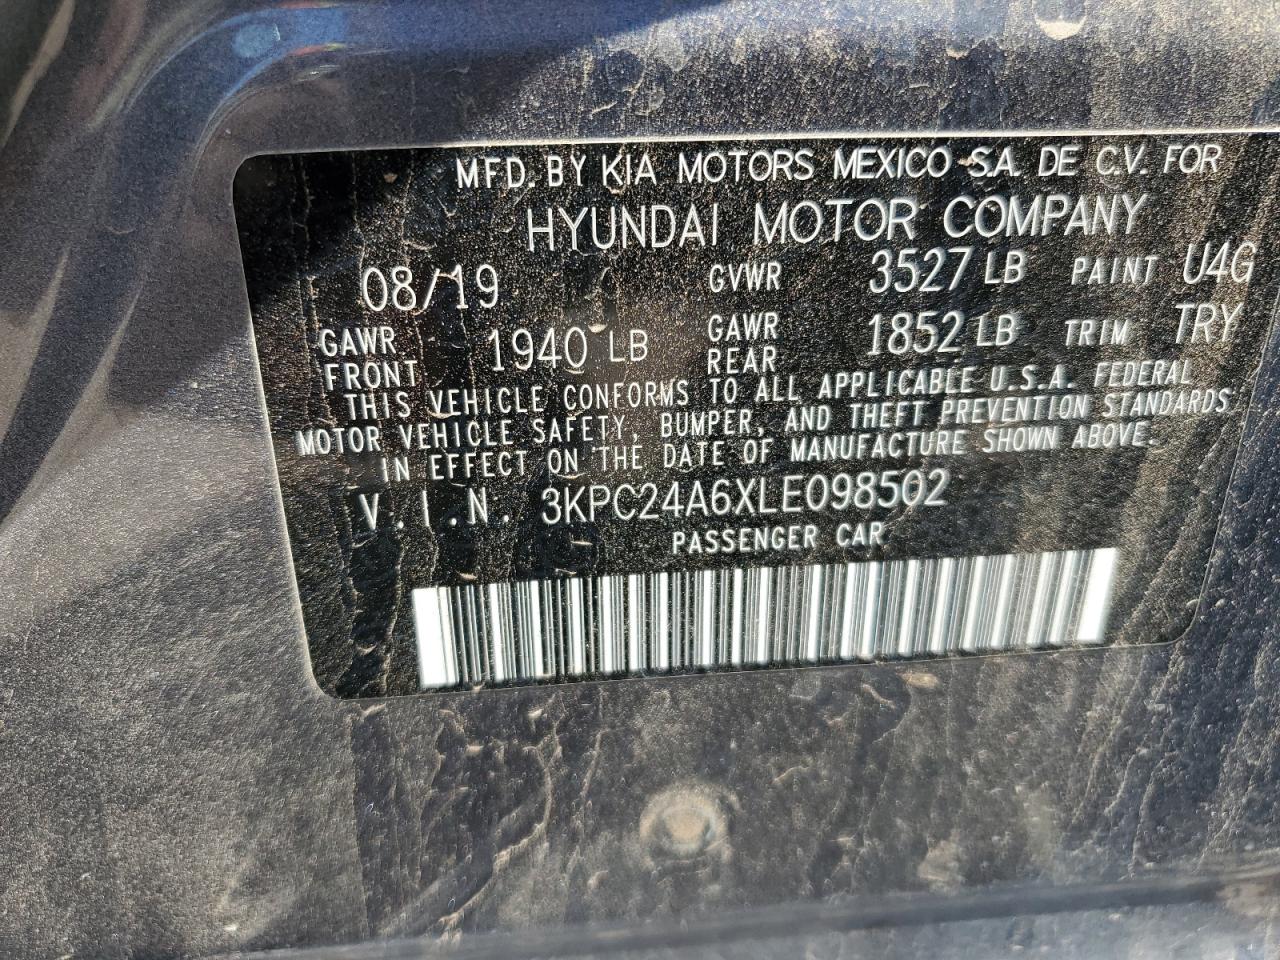 MFD. BY KIA MOTORS MEXICO S.A. DE C.V. FOR
HYUNDAI MOTOR COMPANY
08/19 GVWR 3527 LB PAINT U4G
GAWR FRONT 1940 LB GAWR REAR 1852 LB TRIM TRY
THIS VEHICLE CONFORMS TO ALL APPLICABLE U.S.A. FEDERAL
MOTOR VEHICLE SAFETY, BUMPER, AND THEFT PREVENTION STANDARDS
IN EFFECT ON THE DATE OF MANUFACTURE SHOWN ABOVE.
V.I.N. 3KPC24A6XLE098502
PASSENGER CAR